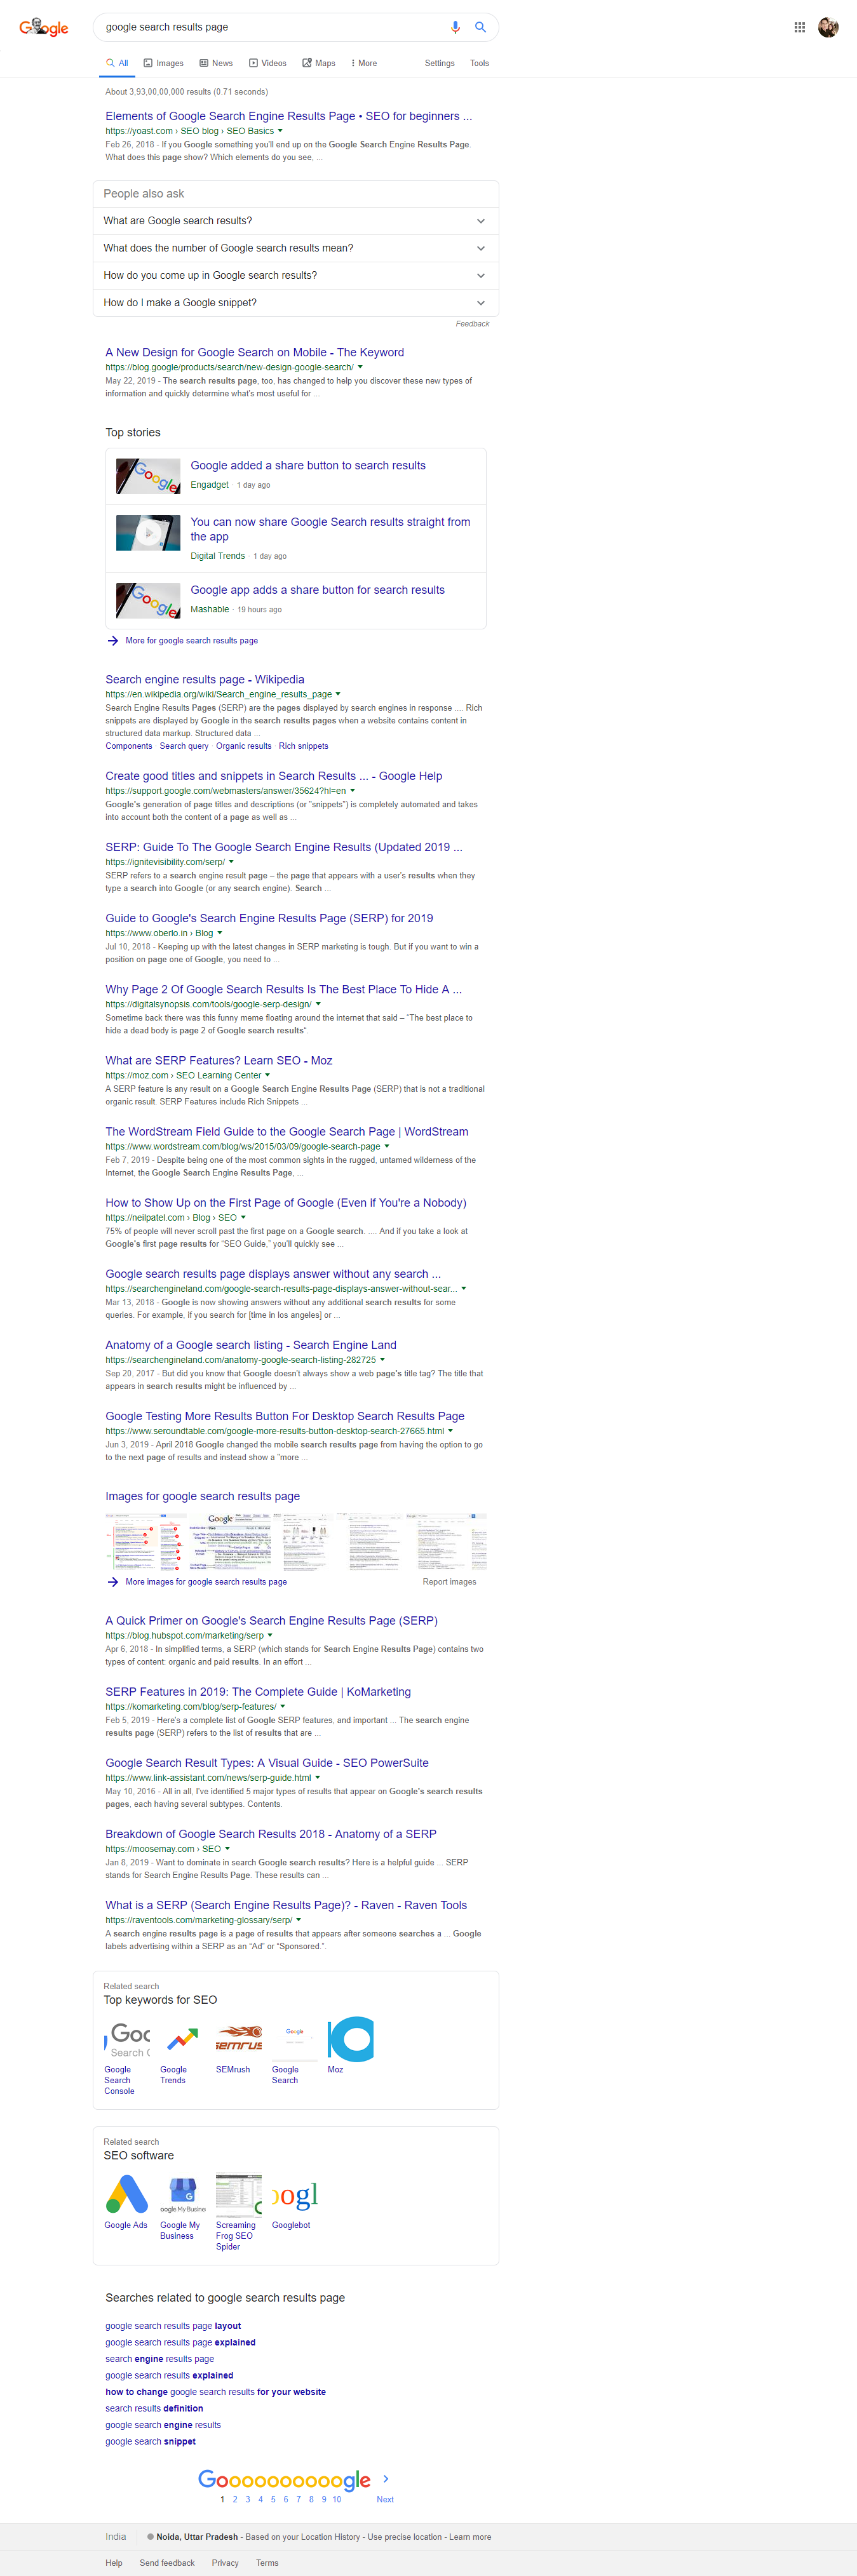 Google
google search results page
All Images News Videos Maps More Settings Tools
About 3,93,00,00,000 results (0.71 seconds)
Elements of Google Search Engine Results Page • SEO for beginners ...
https://yoast.com › SEO blog › SEO Basics
Feb 26, 2018 - If you Google something you'll end up on the Google Search Engine Results Page.
What does this page show? Which elements do you see, ...
People also ask
What are Google search results?
What does the number of Google search results mean?
How do you come up in Google search results?
How do I make a Google snippet?
Feedback
A New Design for Google Search on Mobile - The Keyword
https://blog.google/products/search/new-design-google-search/
May 22, 2019 - The search results page, too, has changed to help you discover these new types of
information and quickly determine what's most useful for ...
Top stories
Google added a share button to search results
Engadget · 1 day ago
You can now share Google Search results straight from
the app
Digital Trends · 1 day ago
Google app adds a share button for search results
Mashable · 19 hours ago
More for google search results page
Search engine results page - Wikipedia
https://en.wikipedia.org/wiki/Search_engine_results_page
Search Engine Results Pages (SERP) are the pages displayed by search engines in response .... Rich
snippets are displayed by Google in the search results pages when a website contains content in
structured data markup. Structured data ...
Components · Search query · Organic results · Rich snippets
Create good titles and snippets in Search Results ... - Google Help
https://support.google.com/webmasters/answer/35624?hl=en
Google's generation of page titles and descriptions (or "snippets") is completely automated and takes
into account both the content of a page as well as ...
SERP: Guide To The Google Search Engine Results (Updated 2019 ...
https://ignitevisibility.com/serp/
SERP refers to a search engine result page – the page that appears with a user's results when they
type a search into Google (or any search engine). Search ...
Guide to Google's Search Engine Results Page (SERP) for 2019
https://www.oberlo.in › Blog
Jul 10, 2018 - Keeping up with the latest changes in SERP marketing is tough. But if you want to win a
position on page one of Google, you need to ...
Why Page 2 Of Google Search Results Is The Best Place To Hide A ...
https://digitalsynopsis.com/tools/google-serp-design/
Sometime back there was this funny meme floating around the internet that said – "The best place to
hide a dead body is page 2 of Google search results".
What are SERP Features? Learn SEO - Moz
https://moz.com › SEO Learning Center
A SERP feature is any result on a Google Search Engine Results Page (SERP) that is not a traditional
organic result. SERP Features include Rich Snippets ...
The WordStream Field Guide to the Google Search Page | WordStream
https://www.wordstream.com/blog/ws/2015/03/09/google-search-page
Feb 7, 2019 - Despite being one of the most common sights in the rugged, untamed wilderness of the
Internet, the Google Search Engine Results Page, ...
How to Show Up on the First Page of Google (Even if You're a Nobody)
https://neilpatel.com › Blog › SEO
75% of people will never scroll past the first page on a Google search. .... And if you take a look at
Google's first page results for "SEO Guide," you'll quickly see ...
Google search results page displays answer without any search ...
https://searchengineland.com/google-search-results-page-displays-answer-without-sear...
Mar 13, 2018 - Google is now showing answers without any additional search results for some
queries. For example, if you search for [time in los angeles] or ...
Anatomy of a Google search listing - Search Engine Land
https://searchengineland.com/anatomy-google-search-listing-282725
Sep 20, 2017 - But did you know that Google doesn't always show a web page's title tag? The title that
appears in search results might be influenced by ...
Google Testing More Results Button For Desktop Search Results Page
https://www.seroundtable.com/google-more-results-button-desktop-search-27665.html
Jun 3, 2019 - April 2018 Google changed the mobile search results page from having the option to go
to the next page of results and instead show a "more ...
Images for google search results page
Google
More images for google search results page Report images
A Quick Primer on Google's Search Engine Results Page (SERP)
https://blog.hubspot.com/marketing/serp
Apr 6, 2018 - In simplified terms, a SERP (which stands for Search Engine Results Page) contains two
types of content: organic and paid results. In an effort ...
SERP Features in 2019: The Complete Guide | KoMarketing
https://komarketing.com/blog/serp-features/
Feb 5, 2019 - Here's a complete list of Google SERP features, and important ... The search engine
results page (SERP) refers to the list of results that are ...
Google Search Result Types: A Visual Guide - SEO PowerSuite
https://www.link-assistant.com/news/serp-guide.html
May 10, 2016 - All in all, I've identified 5 major types of results that appear on Google's search results
pages, each having several subtypes. Contents.
Breakdown of Google Search Results 2018 - Anatomy of a SERP
https://moosemay.com › SEO
Jan 8, 2019 - Want to dominate in search Google search results? Here is a helpful guide ... SERP
stands for Search Engine Results Page. These results can ...
What is a SERP (Search Engine Results Page)? - Raven - Raven Tools
https://raventools.com/marketing-glossary/serp/
A search engine results page is a page of results that appears after someone searches a ... Google
labels advertising within a SERP as an "Ad" or "Sponsored.".
Related search
Top keywords for SEO
Google Search Console
Google Trends
SEMrush
Google Search
Moz
Related search
SEO software
Google Ads
Google My Business
Screaming Frog SEO Spider
Googlebot
Searches related to google search results page
google search results page layout
google search results page explained
search engine results page
google search results explained
how to change google search results for your website
search results definition
google search engine results
google search snippet
Goooooooooogle
1 2 3 4 5 6 7 8 9 10 Next
India Noida, Uttar Pradesh - Based on your Location History - Use precise location - Learn more
Help Send feedback Privacy Terms